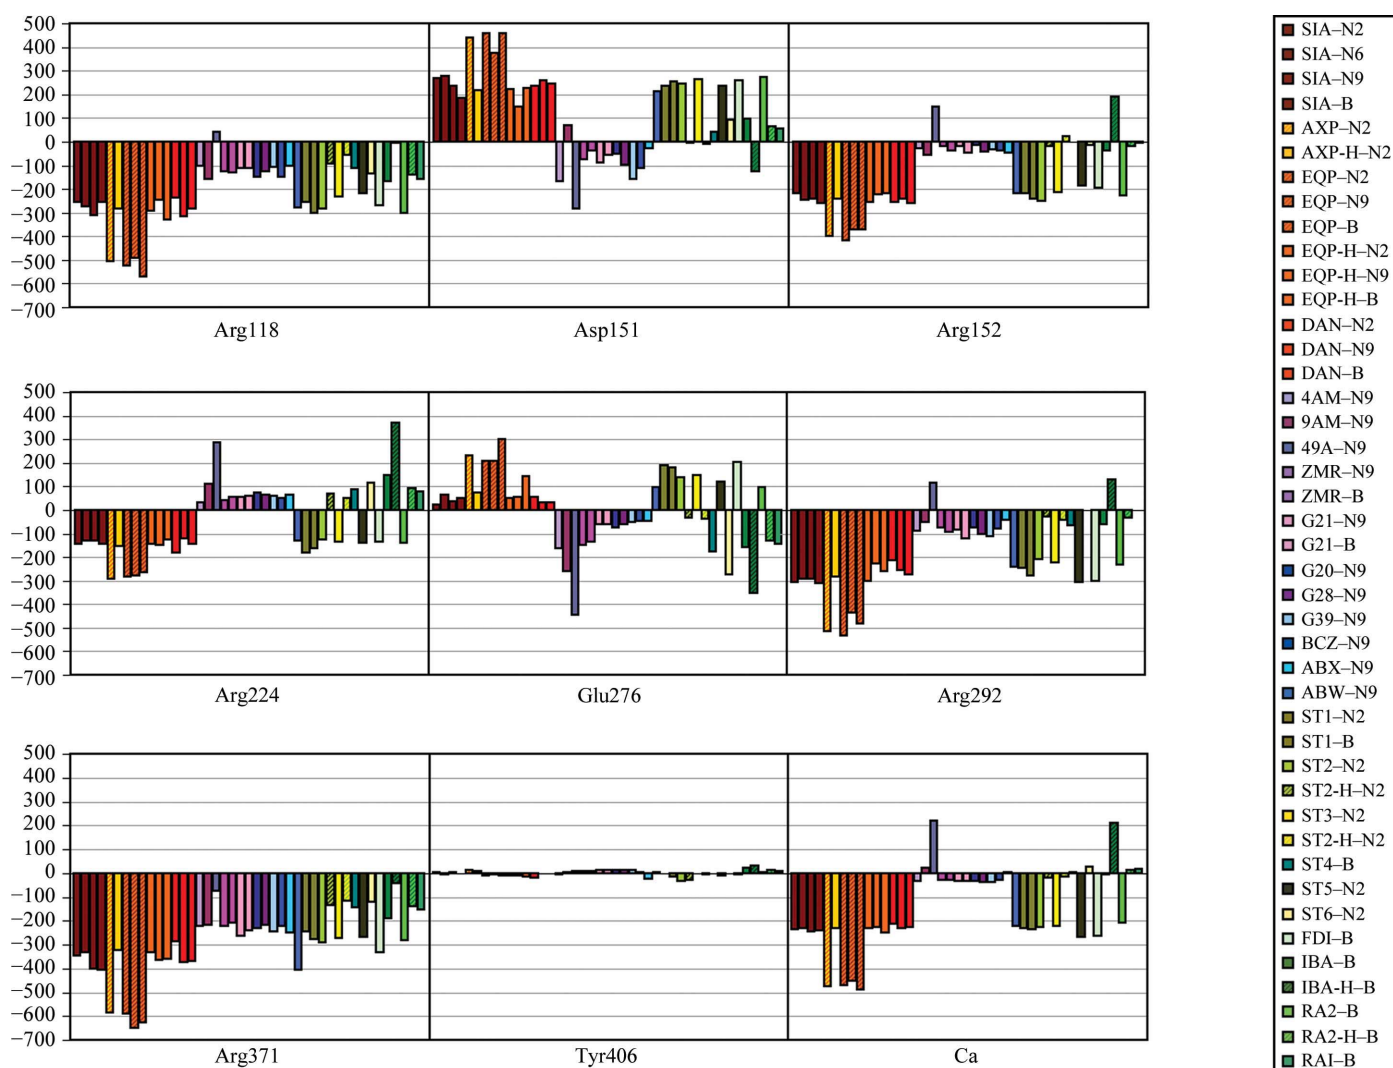 500
400
300
200
100
0
−100
−200
−300
−400
−500
−600
−700
Arg118 Asp151 Arg152
500
400
300
200
100
0
−100
−200
−300
−400
−500
−600
−700
Arg224 Glu276 Arg292
500
400
300
200
100
0
−100
−200
−300
−400
−500
−600
−700
Arg371 Tyr406 Ca
SIA–N2
SIA–N6
SIA–N9
SIA–B
AXP–N2
AXP-H–N2
EQP–N2
EQP–N9
EQP–B
EQP-H–N2
EQP-H–N9
EQP-H–B
DAN–N2
DAN–N9
DAN–B
4AM–N9
9AM–N9
49A–N9
ZMR–N9
ZMR–B
G21–N9
G21–B
G20–N9
G28–N9
G39–N9
BCZ–N9
ABX–N9
ABW–N9
ST1–N2
ST1–B
ST2–N2
ST2-H–N2
ST3–N2
ST2-H–N2
ST4–B
ST5–N2
ST6–N2
FDI–B
IBA–B
IBA-H–B
RA2–B
RA2-H–B
RAI–B